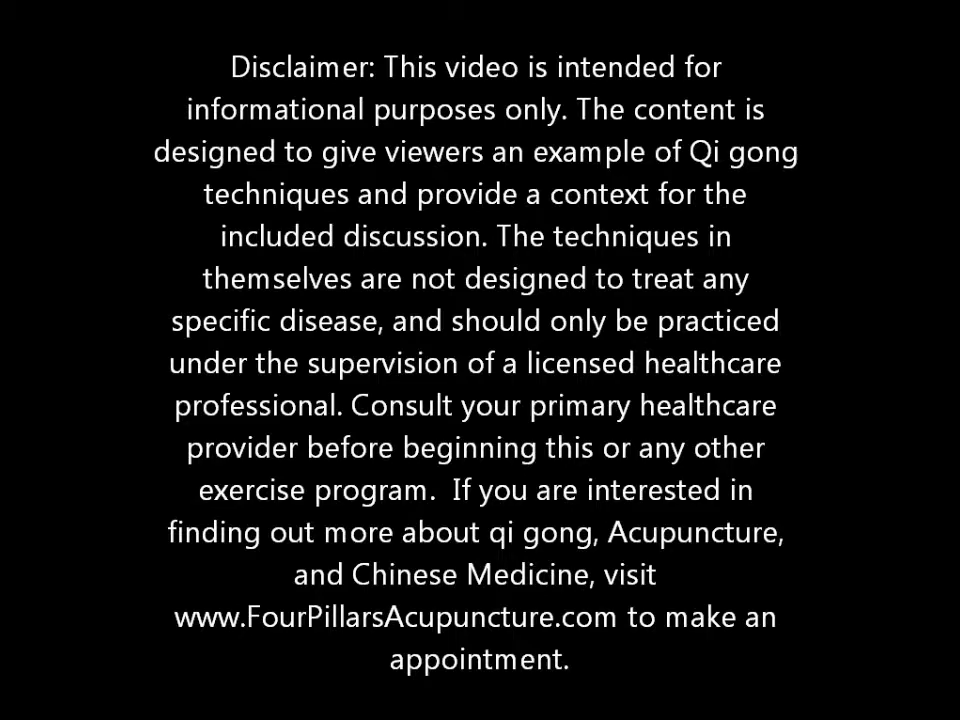 Disclaimer: This video is intended for
informational purposes only. The content is
designed to give viewers an example of Qi gong
techniques and provide a context for the
included discussion. The techniques in
themselves are not designed to treat any
specific disease, and should only be practiced
under the supervision of a licensed healthcare
professional. Consult your primary healthcare
provider before beginning this or any other
exercise program.  If you are interested in
finding out more about qi gong, Acupuncture,
and Chinese Medicine, visit
www.FourPillarsAcupuncture.com to make an
appointment.